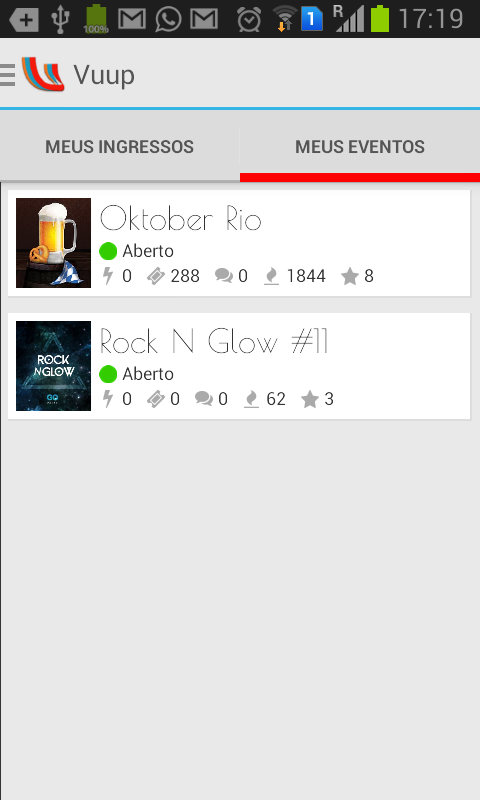 100%
1
R
17:19
Vuup
MEUS INGRESSOS
MEUS EVENTOS
Oktober Rio
Aberto
0 288 0 1844 8
ROCK
N GLOW
Rock N Glow #11
Aberto
0 0 0 62 3